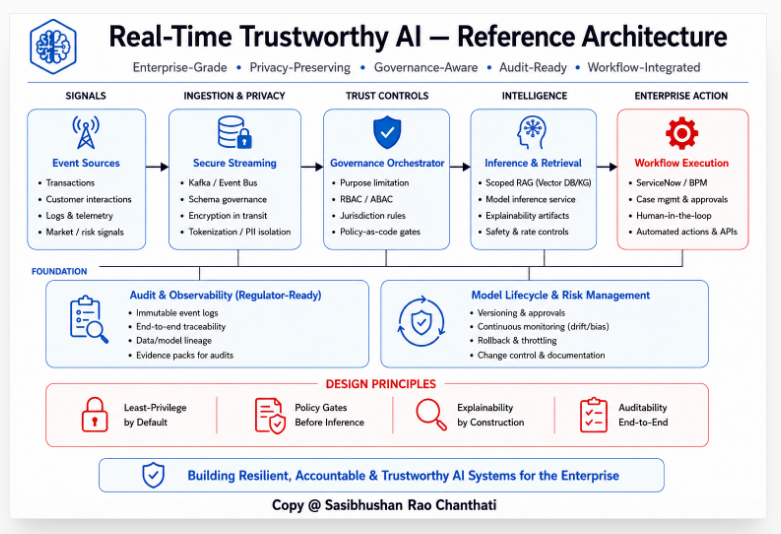 Real-Time Trustworthy AI — Reference Architecture
Enterprise-Grade • Privacy-Preserving • Governance-Aware • Audit-Ready • Workflow-Integrated
SIGNALS
Event Sources
• Transactions
• Customer interactions
• Logs & telemetry
• Market / risk signals
INGESTION & PRIVACY
Secure Streaming
• Kafka / Event Bus
• Schema governance
• Encryption in transit
• Tokenization / PII isolation
TRUST CONTROLS
Governance Orchestrator
• Purpose limitation
• RBAC / ABAC
• Jurisdiction rules
• Policy-as-code gates
INTELLIGENCE
Inference & Retrieval
• Scoped RAG (Vector DB/KG)
• Model inference service
• Explainability artifacts
• Safety & rate controls
ENTERPRISE ACTION
Workflow Execution
• ServiceNow / BPM
• Case mgmt & approvals
• Human-in-the-loop
• Automated actions & APIs
FOUNDATION
Audit & Observability (Regulator-Ready)
• Immutable event logs
• End-to-end traceability
• Data/model lineage
• Evidence packs for audits
Model Lifecycle & Risk Management
• Versioning & approvals
• Continuous monitoring (drift/bias)
• Rollback & throttling
• Change control & documentation
DESIGN PRINCIPLES
Least-Privilege
by Default
Policy Gates
Before Inference
Explainability
by Construction
Auditability
End-to-End
Building Resilient, Accountable & Trustworthy AI Systems for the Enterprise
Copy @ Sasibhushan Rao Chanthati